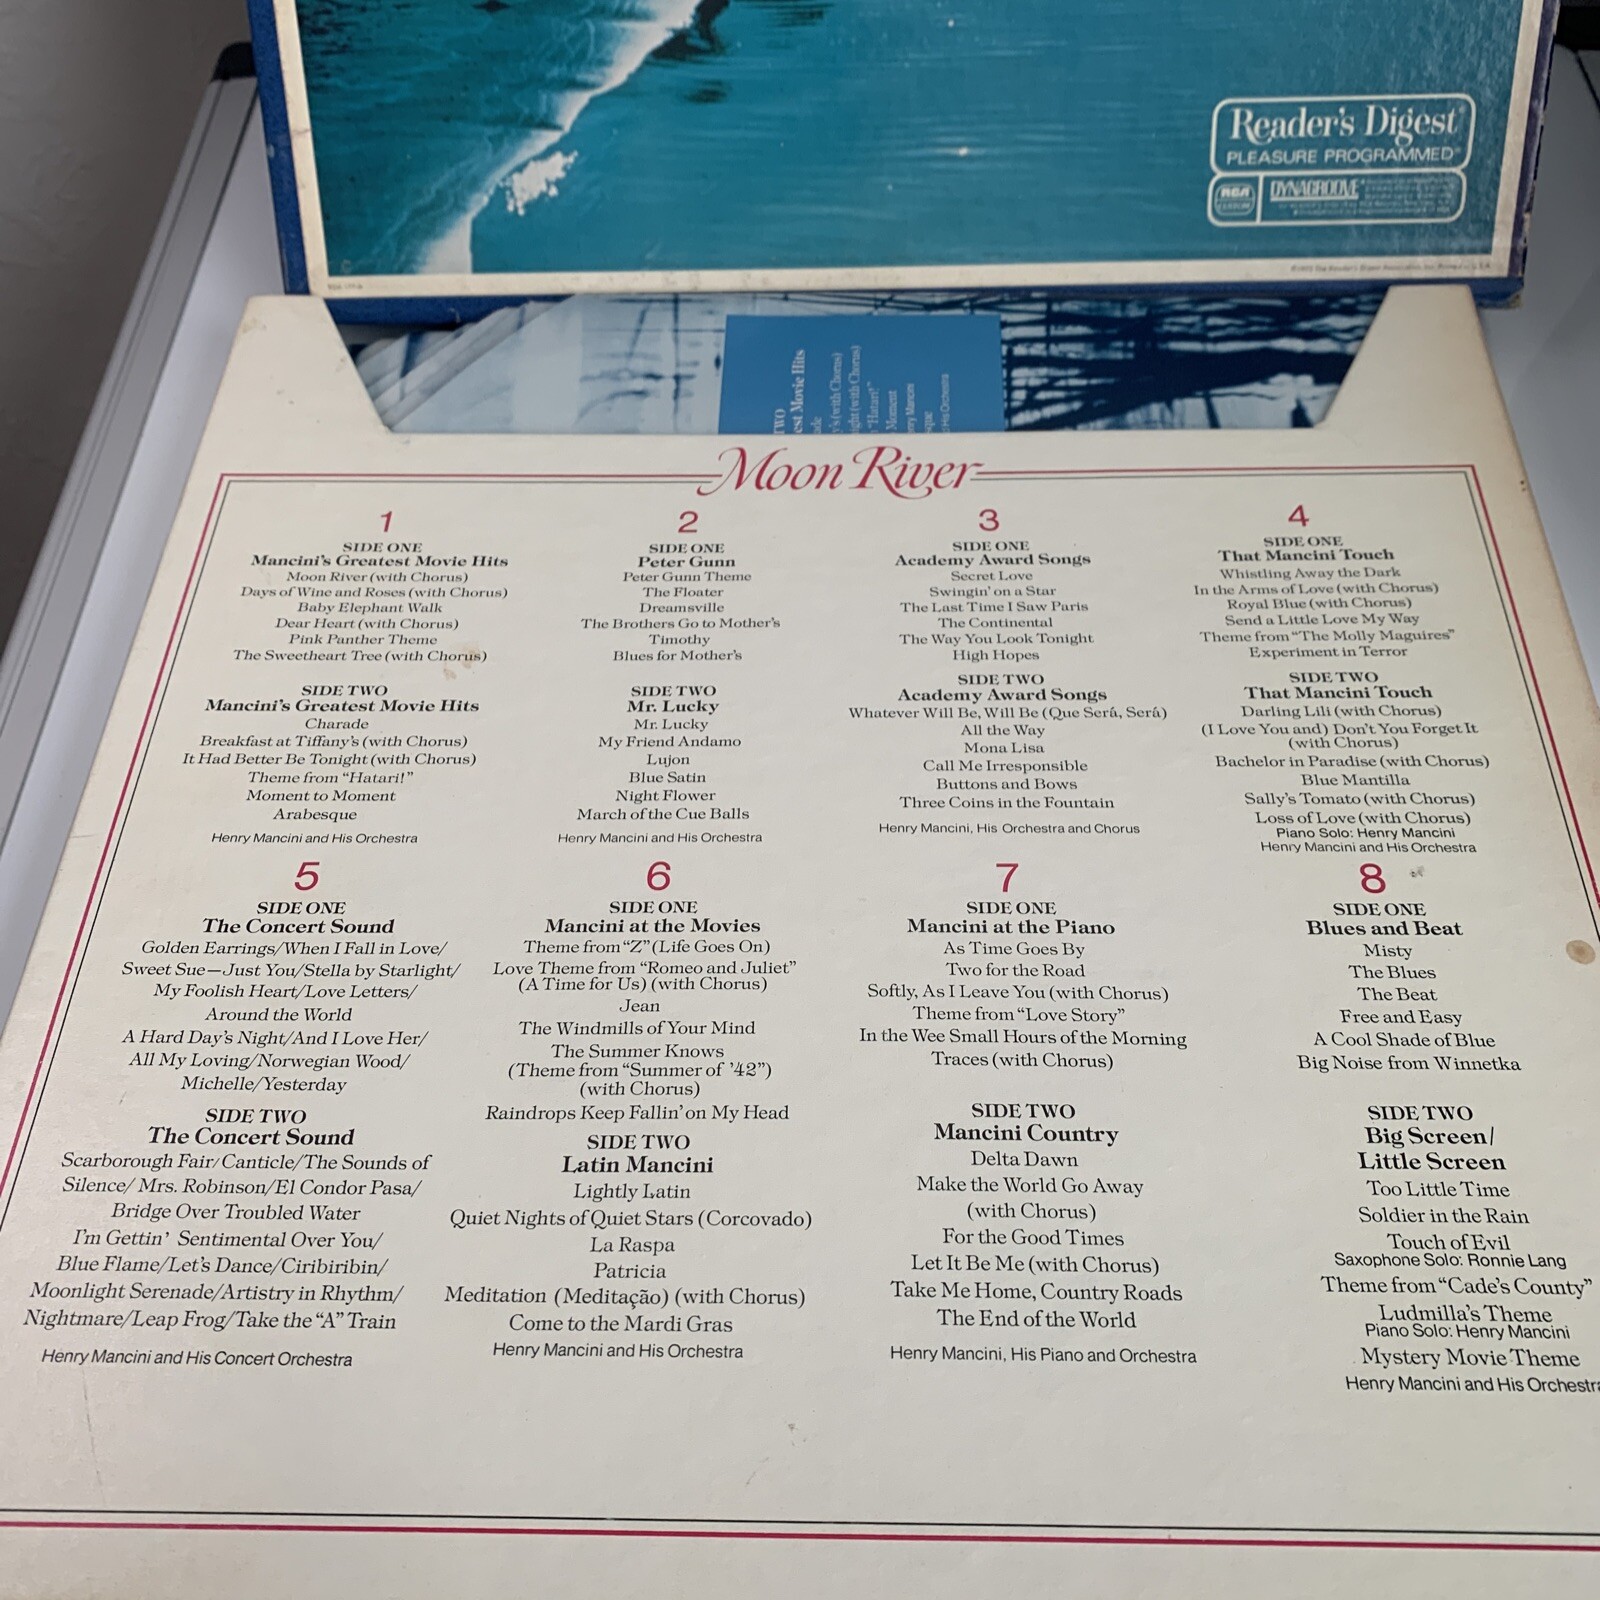 Reader's Digest
PLEASURE PROGRAMMED
RCA
DYNAGROOVE
TWO
est Movie Hits
ade
y's (with Chorus)
ight (with Chorus)
"Hatari!"
Moment
ry Mancini
sque
His Orchestra
Moon River
1
SIDE ONE
Mancini's Greatest Movie Hits
Moon River (with Chorus)
Days of Wine and Roses (with Chorus)
Baby Elephant Walk
Dear Heart (with Chorus)
Pink Panther Theme
The Sweetheart Tree (with Chorus)
SIDE TWO
Mancini's Greatest Movie Hits
Charade
Breakfast at Tiffany's (with Chorus)
It Had Better Be Tonight (with Chorus)
Theme from "Hatari!"
Moment to Moment
Arabesque
Henry Mancini and His Orchestra
2
SIDE ONE
Peter Gunn
Peter Gunn Theme
The Floater
Dreamsville
The Brothers Go to Mother's
Timothy
Blues for Mother's
SIDE TWO
Mr. Lucky
Mr. Lucky
My Friend Andamo
Lujon
Blue Satin
Night Flower
March of the Cue Balls
Henry Mancini and His Orchestra
3
SIDE ONE
Academy Award Songs
Secret Love
Swingin' on a Star
The Last Time I Saw Paris
The Continental
The Way You Look Tonight
High Hopes
SIDE TWO
Academy Award Songs
Whatever Will Be, Will Be (Que Será, Será)
All the Way
Mona Lisa
Call Me Irresponsible
Buttons and Bows
Three Coins in the Fountain
Henry Mancini, His Orchestra and Chorus
4
SIDE ONE
That Mancini Touch
Whistling Away the Dark
In the Arms of Love (with Chorus)
Royal Blue (with Chorus)
Send a Little Love My Way
Theme from "The Molly Maguires"
Experiment in Terror
SIDE TWO
That Mancini Touch
Darling Lili (with Chorus)
(I Love You and) Don't You Forget It
(with Chorus)
Bachelor in Paradise (with Chorus)
Blue Mantilla
Sally's Tomato (with Chorus)
Loss of Love (with Chorus)
Piano Solo: Henry Mancini
Henry Mancini and His Orchestra
5
SIDE ONE
The Concert Sound
Golden Earrings/When I Fall in Love/
Sweet Sue—Just You/Stella by Starlight/
My Foolish Heart/Love Letters/
Around the World
A Hard Day's Night/And I Love Her/
All My Loving/Norwegian Wood/
Michelle/Yesterday
SIDE TWO
The Concert Sound
Scarborough Fair/Canticle/The Sounds of
Silence/ Mrs. Robinson/El Condor Pasa/
Bridge Over Troubled Water
I'm Gettin' Sentimental Over You/
Blue Flame/Let's Dance/Ciribiribin/
Moonlight Serenade/Artistry in Rhythm/
Nightmare/Leap Frog/Take the "A" Train
Henry Mancini and His Concert Orchestra
6
SIDE ONE
Mancini at the Movies
Theme from "Z" (Life Goes On)
Love Theme from "Romeo and Juliet"
(A Time for Us) (with Chorus)
Jean
The Windmills of Your Mind
The Summer Knows
(Theme from "Summer of '42")
(with Chorus)
Raindrops Keep Fallin' on My Head
SIDE TWO
Latin Mancini
Lightly Latin
Quiet Nights of Quiet Stars (Corcovado)
La Raspa
Patricia
Meditation (Meditação) (with Chorus)
Come to the Mardi Gras
Henry Mancini and His Orchestra
7
SIDE ONE
Mancini at the Piano
As Time Goes By
Two for the Road
Softly, As I Leave You (with Chorus)
Theme from "Love Story"
In the Wee Small Hours of the Morning
Traces (with Chorus)
SIDE TWO
Mancini Country
Delta Dawn
Make the World Go Away
(with Chorus)
For the Good Times
Let It Be Me (with Chorus)
Take Me Home, Country Roads
The End of the World
Henry Mancini, His Piano and Orchestra
8
SIDE ONE
Blues and Beat
Misty
The Blues
The Beat
Free and Easy
A Cool Shade of Blue
Big Noise from Winnetka
SIDE TWO
Big Screen/
Little Screen
Too Little Time
Soldier in the Rain
Touch of Evil
Saxophone Solo: Ronnie Lang
Theme from "Cade's County"
Ludmilla's Theme
Piano Solo: Henry Mancini
Mystery Movie Theme
Henry Mancini and His Orchestr